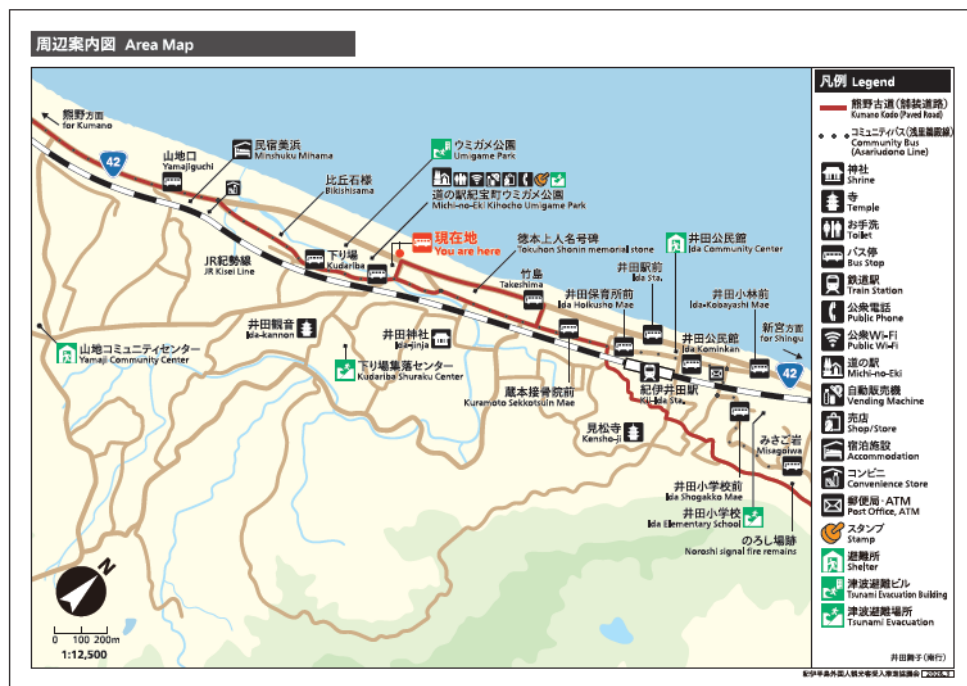 周辺案内図 Area Map
熊野方面
for Kumano
42
山地口
Yamajiguchi
民宿美浜
Minshuku Mihama
ウミガメ公園
Umigame Park
比丘石様
Bikishisama
道の駅紀宝町ウミガメ公園
Michi-no-Eki Kihocho Umigame Park
現在地
You are here
下り場
Kudariba
JR紀勢線
JR Kisei Line
徳本上人名号碑
Tokuhon Shonin memorial stone
竹島
Takeshima
井田公民館
Ida Community Center
井田駅前
Ida Sta.
井田保育所前
Ida Hoikusho Mae
井田小林前
Ida-Kobayashi Mae
井田公民館
Ida Kominkan
新宮方面
for Shingu
42
山地コミュニティセンター
Yamaji Community Center
井田観音
Ida-kannon
井田神社
Ida-jinja
下り場集落センター
Kudariba Shuraku Center
蔵本接骨院前
Kuramoto Sekkotsuin Mae
紀伊井田駅
Kii-Ida Sta.
見松寺
Kensho-ji
みさご岩
Misagoiwa
井田小学校前
Ida Shogakko Mae
井田小学校
Ida Elementary School
のろし場跡
Noroshi signal fire remains
N
0 100 200m
1:12,500
凡例 Legend
熊野古道(舗装道路)
Kumano Kodo (Paved Road)
Community Bus
(Asariudono Line)
神社
Shrine
寺
Temple
お手洗
Toilet
バス停
Bus Stop
鉄道駅
Train Station
公衆電話
Public Phone
公衆Wi-Fi
Public Wi-Fi
道の駅
Michi-no-Eki
自動販売機
Vending Machine
売店
Shop/Store
宿泊施設
Accommodation
コンビニ
Convenience Store
郵便局・ATM
Post Office, ATM
スタンプ
Stamp
避難所
Shelter
津波避難ビル
Tsunami Evacuation Building
津波避難場所
Tsunami Evacuation
紀伊半島外国人観光客受入推進協議会